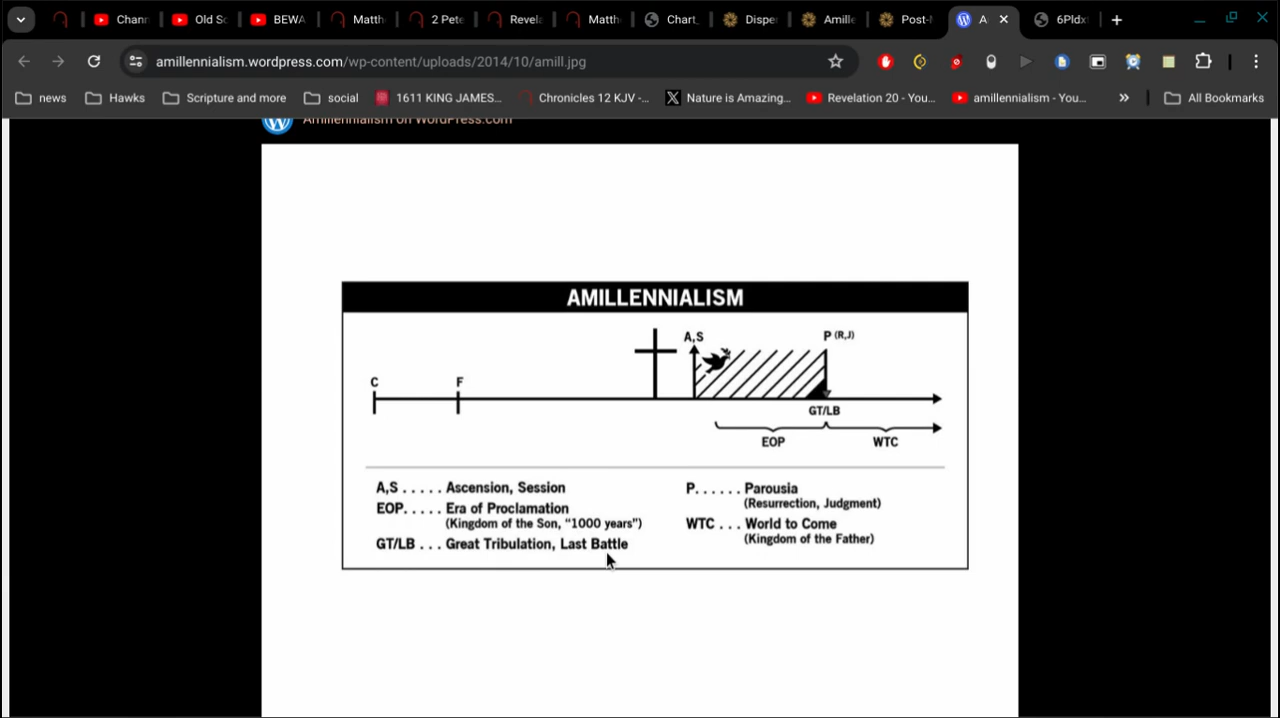 Chann
Old Sc
BEWA
Matth
2 Pete
Revela
Matth
Chart_
Disper
Amille
Post-
A
6Pldx
amillennialism.wordpress.com/wp-content/uploads/2014/10/amill.jpg
news
Hawks
Scripture and more
social
1611 KING JAMES...
Chronicles 12 KJV -...
Nature is Amazing...
Revelation 20 - You...
amillennialism - You...
All Bookmarks
Amillennialism on WordPress.com
AMILLENNIALISM
A,S
P (R,J)
C
F
GT/LB
EOP
WTC
A,S ..... Ascension, Session
EOP..... Era of Proclamation
(Kingdom of the Son, “1000 years”)
GT/LB ... Great Tribulation, Last Battle
P...... Parousia
(Resurrection, Judgment)
WTC ... World to Come
(Kingdom of the Father)